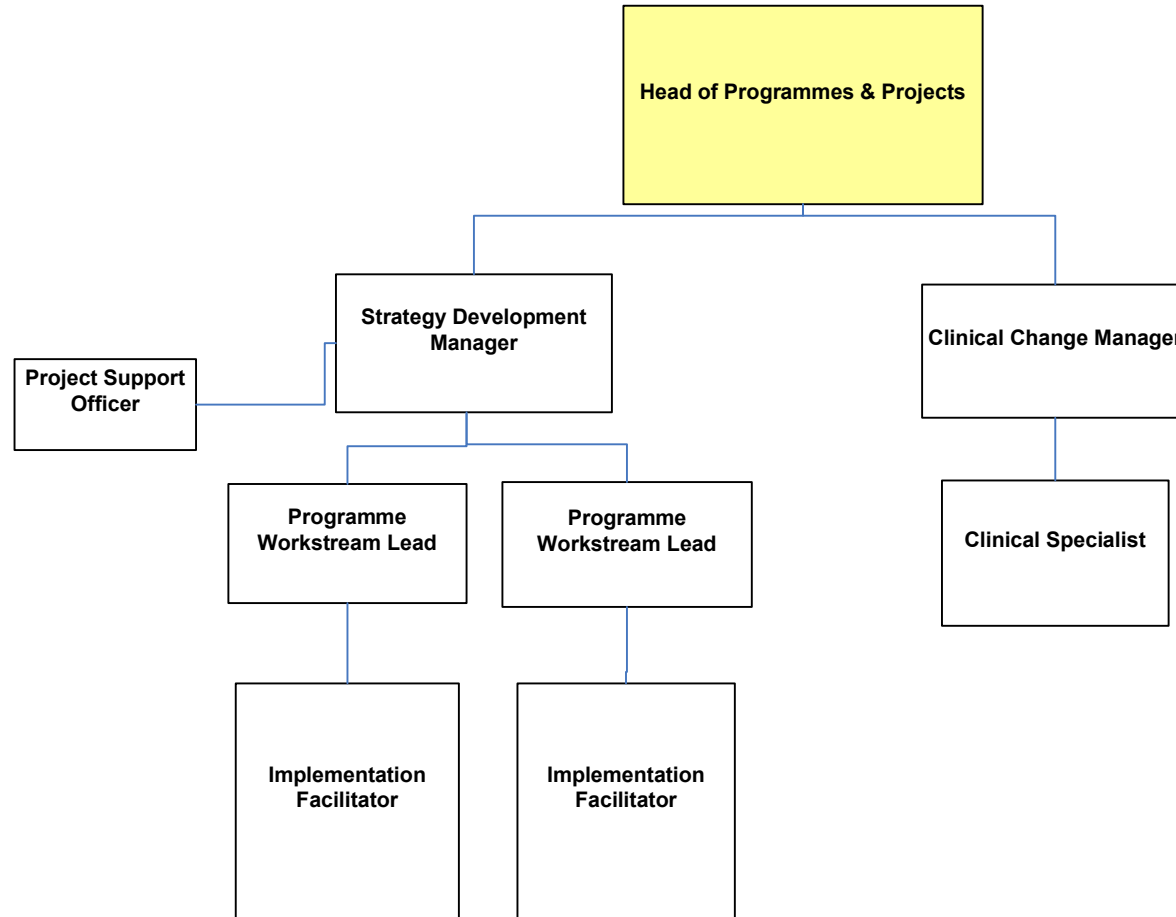 Head of Programmes & Projects
Strategy Development
Manager
Clinical Change Manager
Project Support
Officer
Programme
Workstream Lead
Programme
Workstream Lead
Clinical Specialist
Implementation
Facilitator
Implementation
Facilitator